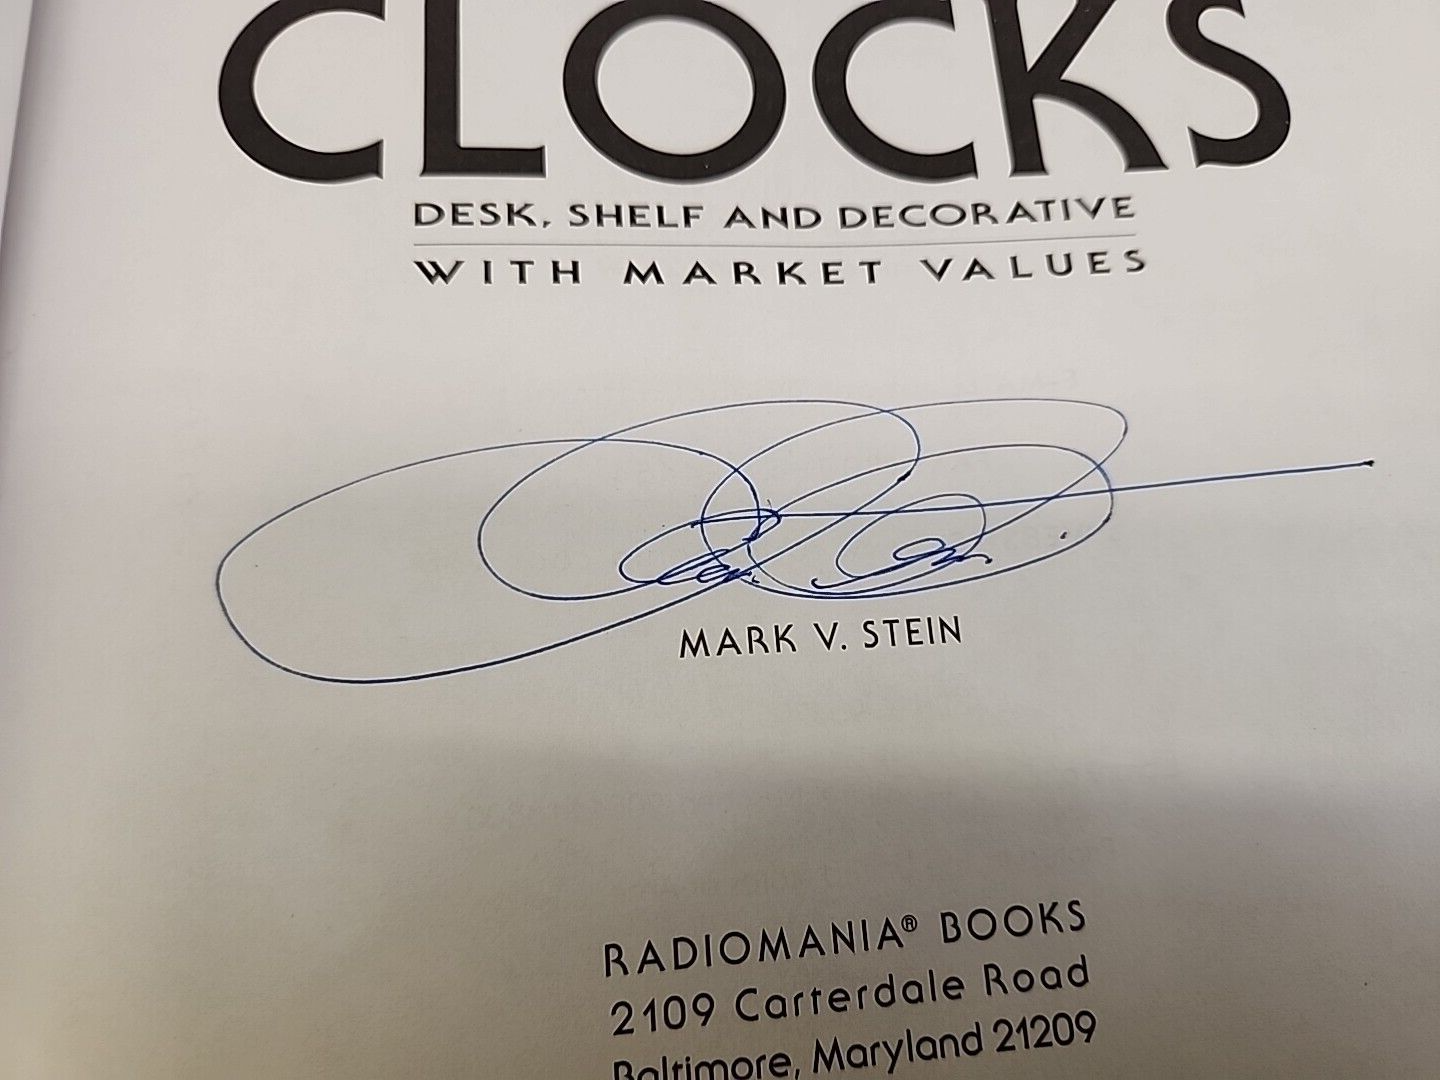 CLOCKS
DESK, SHELF AND DECORATIVE
WITH MARKET VALUES
MARK V. STEIN
RADIOMANIA® BOOKS
2109 Carterdale Road
Baltimore, Maryland 21209